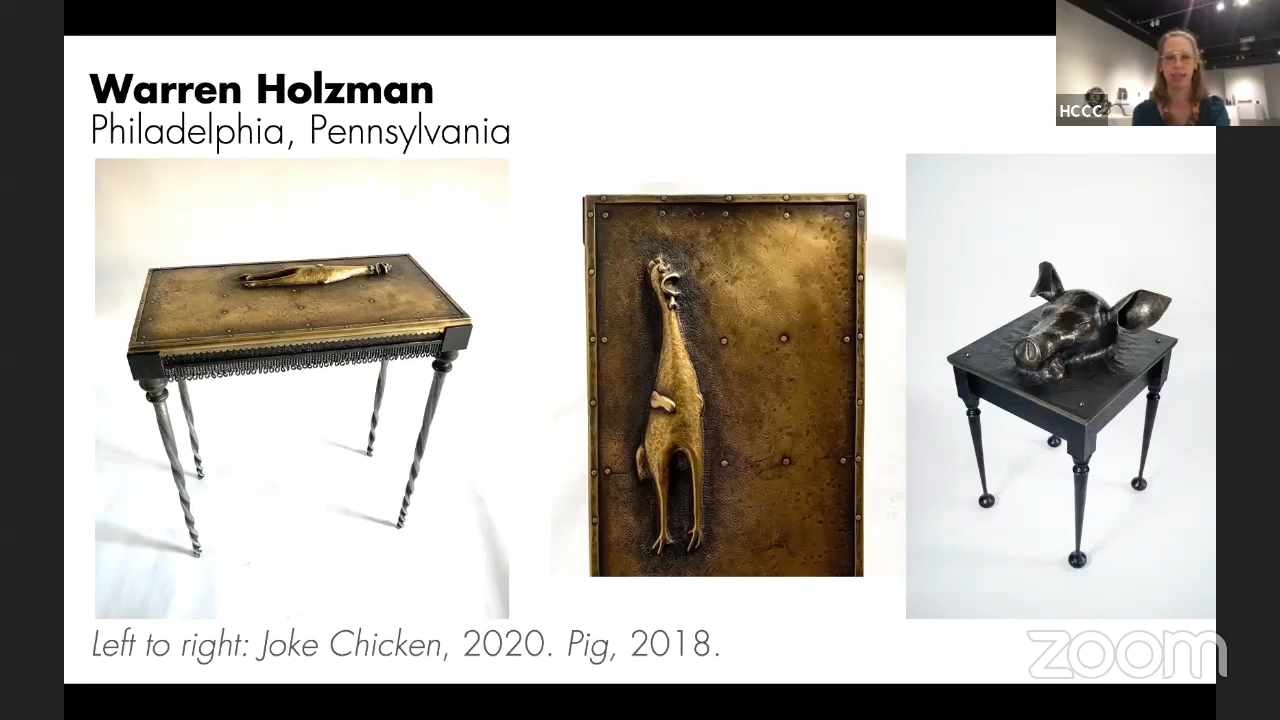 Warren Holzman
Philadelphia, Pennsylvania
HCCC
Left to right: Joke Chicken, 2020. Pig, 2018.
zoom